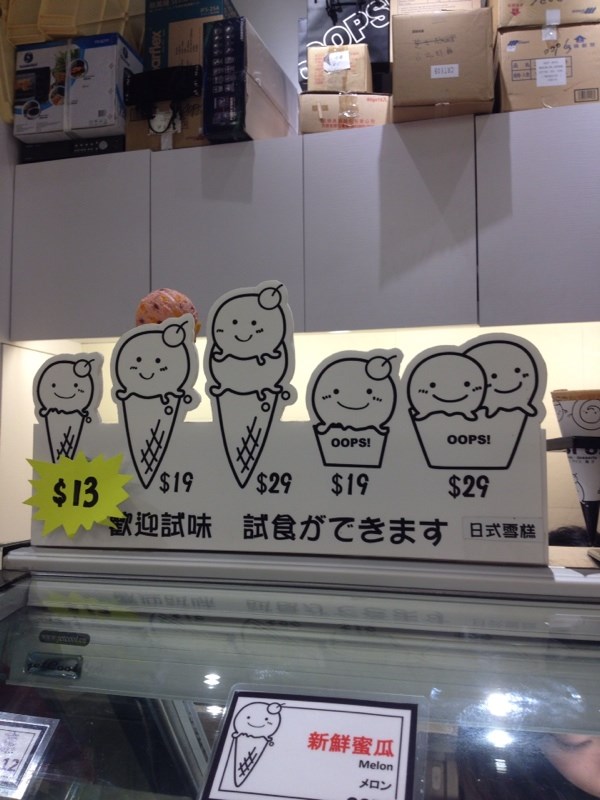 OOPS
OOPS!
OOPS!
$13
$19
$29
$19
$29
歡迎試味 試食ができます
日式雪糕
新鮮蜜瓜
Melon
メロン
12